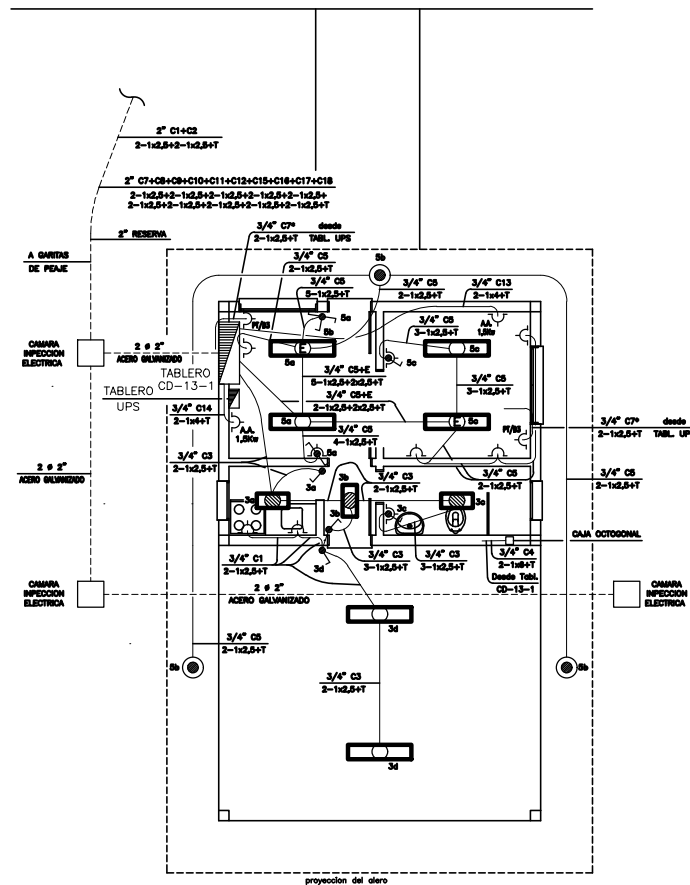 2" C1+C2
2-1x2,5+2-1x2,5+T
2" C7+C8+C9+C10+C11+C12+C15+C16+C17+C18
2-1x2,5+2-1x2,5+2-1x2,5+2-1x2,5+2-1x2,5+
2-1x2,5+2-1x2,5+2-1x2,5+2-1x2,5+2-1x2,5+T
2" RESERVA
3/4" C7* desde
2-1x2,5+T TABL. UPS
A GARITAS
DE PEAJE
3/4" C5
2-1x2,5+T
5b
3/4" C5
5-1x2,5+T
3/4" C5
2-1x2,5+T
3/4" C13
2-1x4+T
PT/B3
5a
5b
3/4" C5
3-1x2,5+T
A.A.
1,5Kw
CAMARA
INPECCION
ELECTRICA
2 ø 2"
ACERO GALVANIZADO
E
5a
5c
5c
TABLERO
CD-13-1
3/4" C5+E
5-1x2,5+2x2,5+T
3/4" C5
3-1x2,5+T
TABLERO
UPS
3/4" C5+E
2-1x2,5+2x2,5+T
3/4" C14
2-1x4+T
A.A.
1,5Kw
5a
E
5c
PT/B3
3/4" C7* desde
2-1x2,5+T TABL. UP
3/4" C5
4-1x2,5+T
3/4" C3
2-1x2,5+T
5a
3a
3/4" C3
2-1x2,5+T
3/4" C5
2-1x2,5+T
3/4" C5
2-1x2,5+T
2 ø 2"
ACERO GALVANIZADO
3a
3b
3b
3c
3c
CAJA OCTOGONAL
3/4" C1
2-1x2,5+T
3d
3/4" C3
3-1x2,5+T
3/4" C3
3-1x2,5+T
3/4" C4
2-1x6+T
Desde Tabl.
CD-13-1
CAMARA
INPECCION
ELECTRICA
2 ø 2"
ACERO GALVANIZADO
CAMARA
INPECCION
ELECTRICA
3d
3/4" C5
2-1x2,5+T
5b
3/4" C3
2-1x2,5+T
5b
3d
proyeccion del alero